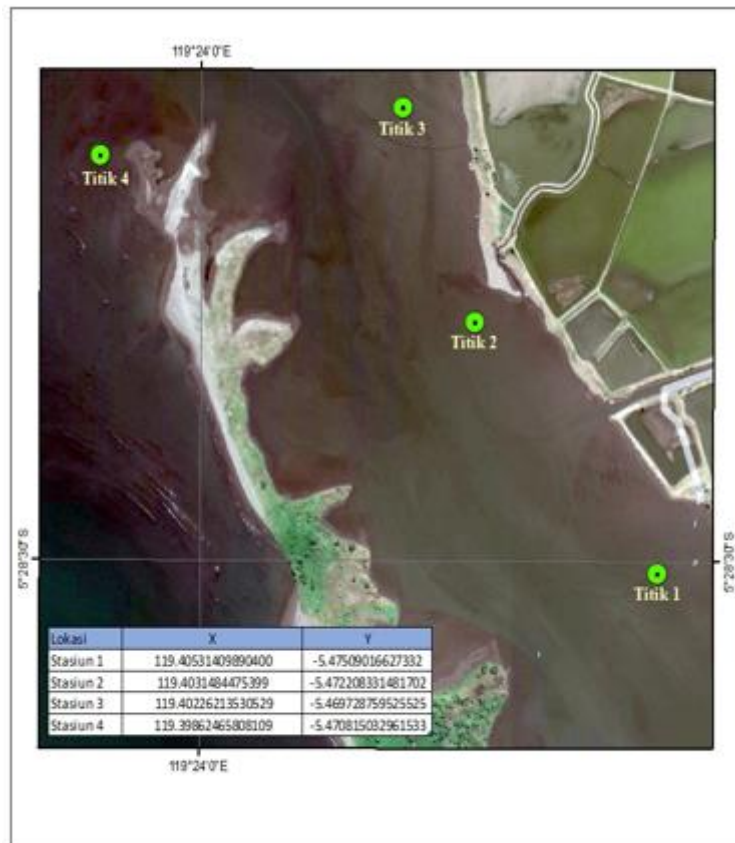 119°24'0"E
Titik 3
Titik 4
Titik 2
5°28'30"S
5°28'30"S
Titik 1
Lokasi X Y
Stasiun 1 119.40531409890400 -5.47509016627332
Stasiun 2 119.4031484475399 -5.472208331481702
Stasiun 3 119.40226213530529 -5.469728759525525
Stasiun 4 119.39862465808109 -5.470815032961533
119°24'0"E